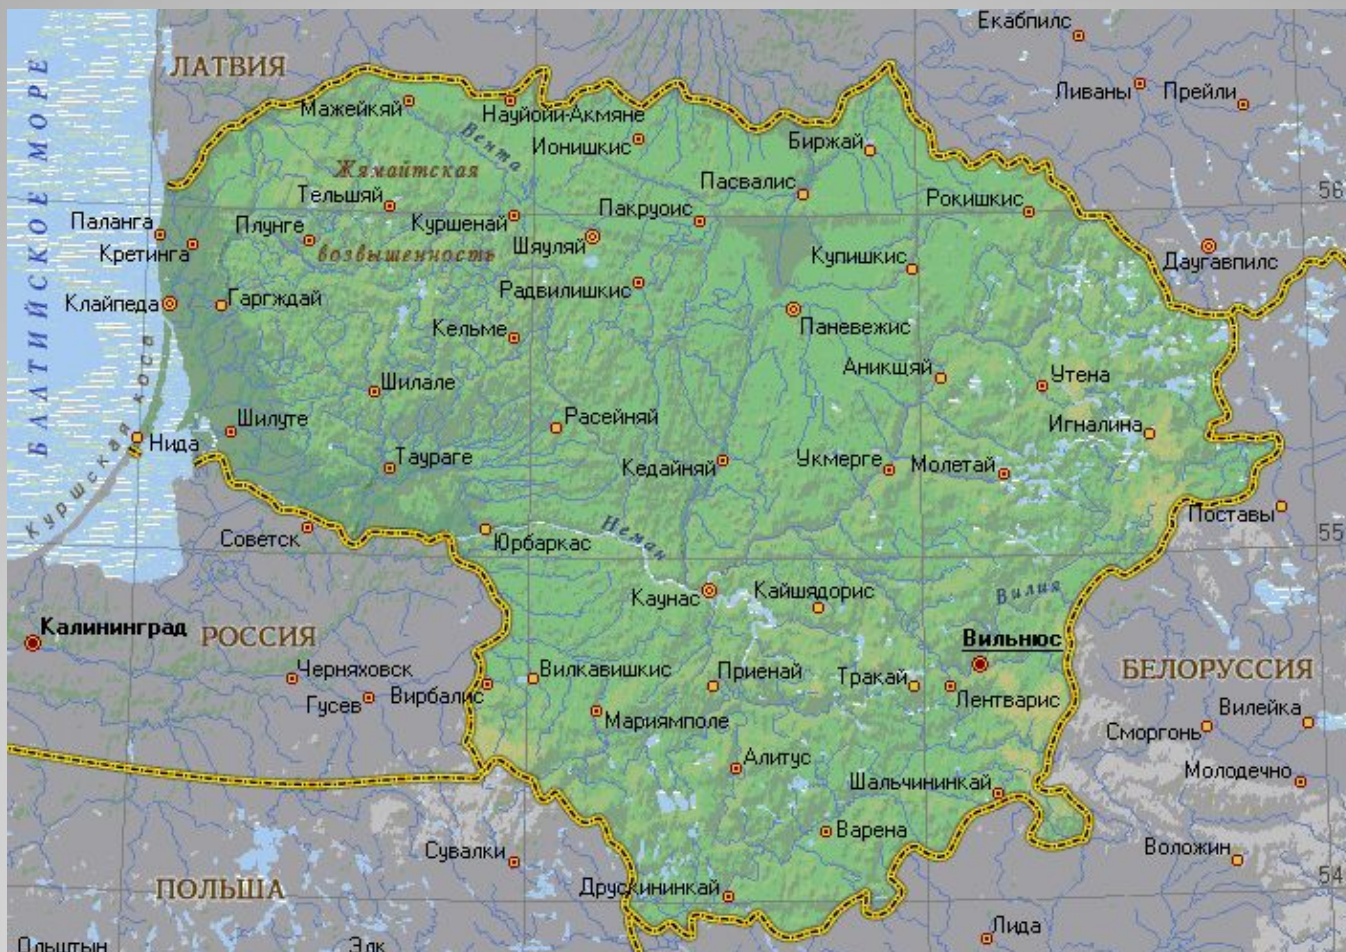 Екабпилс
ЛАТВИЯ
Ливаны
Прейли
Мажейкяй
Науйойи-Акмяне
Вента
Ионишкис
Биржай
Жямайтская
Тельшяй
Пасвалис
Рокишкис
56
Паланга
Плунге
Куршенай
Пакруоис
Кретинга
возвышенность
Шяуляй
Купишкис
Даугавпилс
Клайпеда
Гаргждай
Радвилишкис
БАЛТИЙСКОЕ МОРЕ
Кельме
Паневежис
Аникщяй
Шилале
Утена
Куршская коса
Шилуте
Расейняй
Игналина
Нида
Таураге
Кедайняй
Укмерге
Молетай
Поставы
Советск
Юрбаркас
Неман
55
Каунас
Кайшядорис
Вилия
Калининград
РОССИЯ
Вильнюс
БЕЛОРУССИЯ
Черняховск
Вилкавишкис
Приенай
Тракай
Гусев
Вирбалис
Лентварис
Мариямполе
Вилейка
Сморгонь
Алитус
Шальчининкай
Молодечно
Варена
Сувалки
Воложин
ПОЛЬША
Друскининкай
54
Лида
Ольштын
Элк